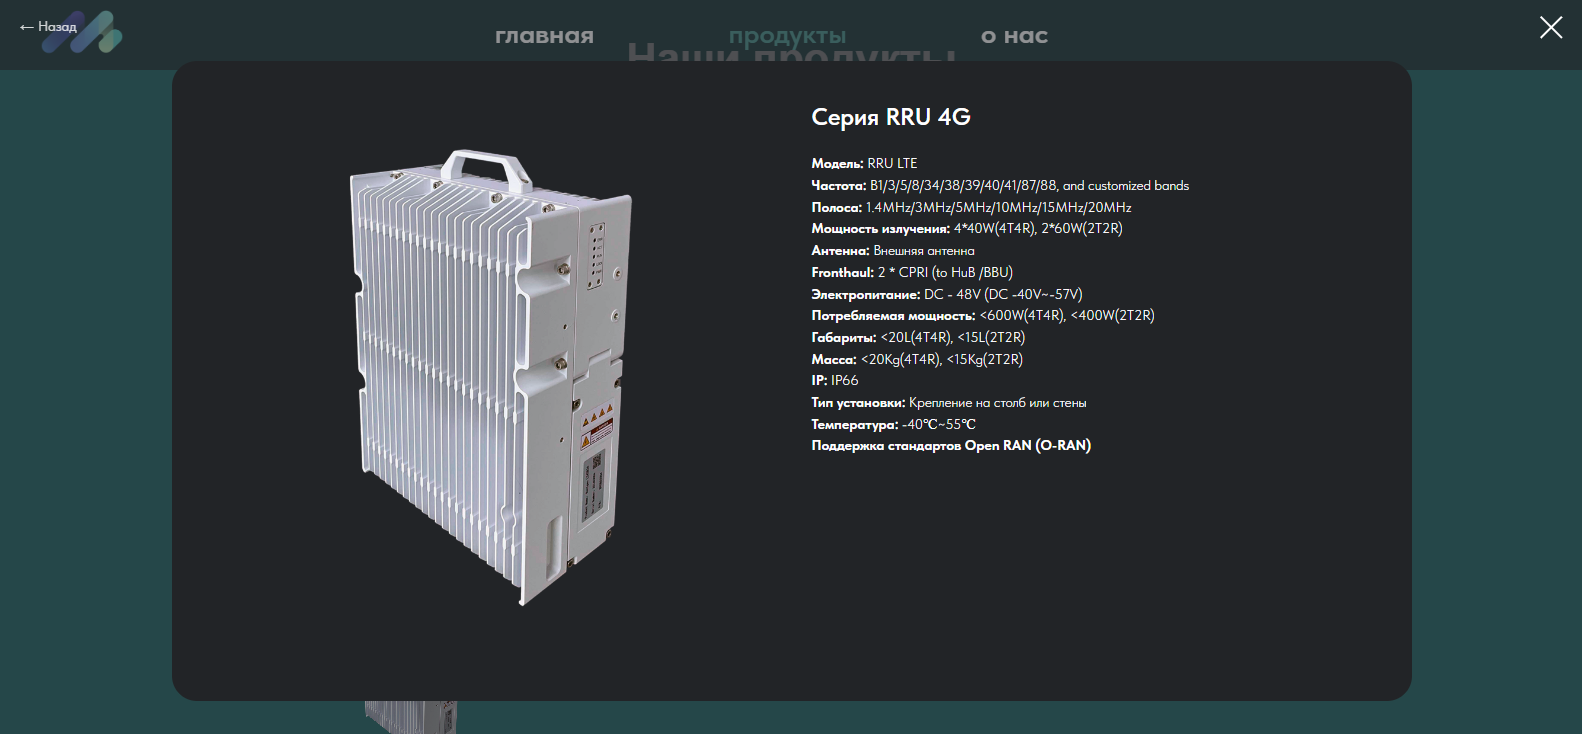 ← Назад
главная
продукты
о нас
Наши продукты
Серия RRU 4G
Модель: RRU LTE
Частота: B1/3/5/8/34/38/39/40/41/87/88, and customized bands
Полоса: 1.4MHz/3MHz/5MHz/10MHz/15MHz/20MHz
Мощность излучения: 4*40W(4T4R), 2*60W(2T2R)
Антенна: Внешняя антенна
Fronthaul: 2 * CPRI (to HuB /BBU)
Электропитание: DC - 48V (DC -40V~-57V)
Потребляемая мощность: <600W(4T4R), <400W(2T2R)
Габариты: <20L(4T4R), <15L(2T2R)
Масса: <20Kg(4T4R), <15Kg(2T2R)
IP: IP66
Тип установки: Крепление на столб или стены
Температура: -40℃~55℃
Поддержка стандартов Open RAN (O-RAN)